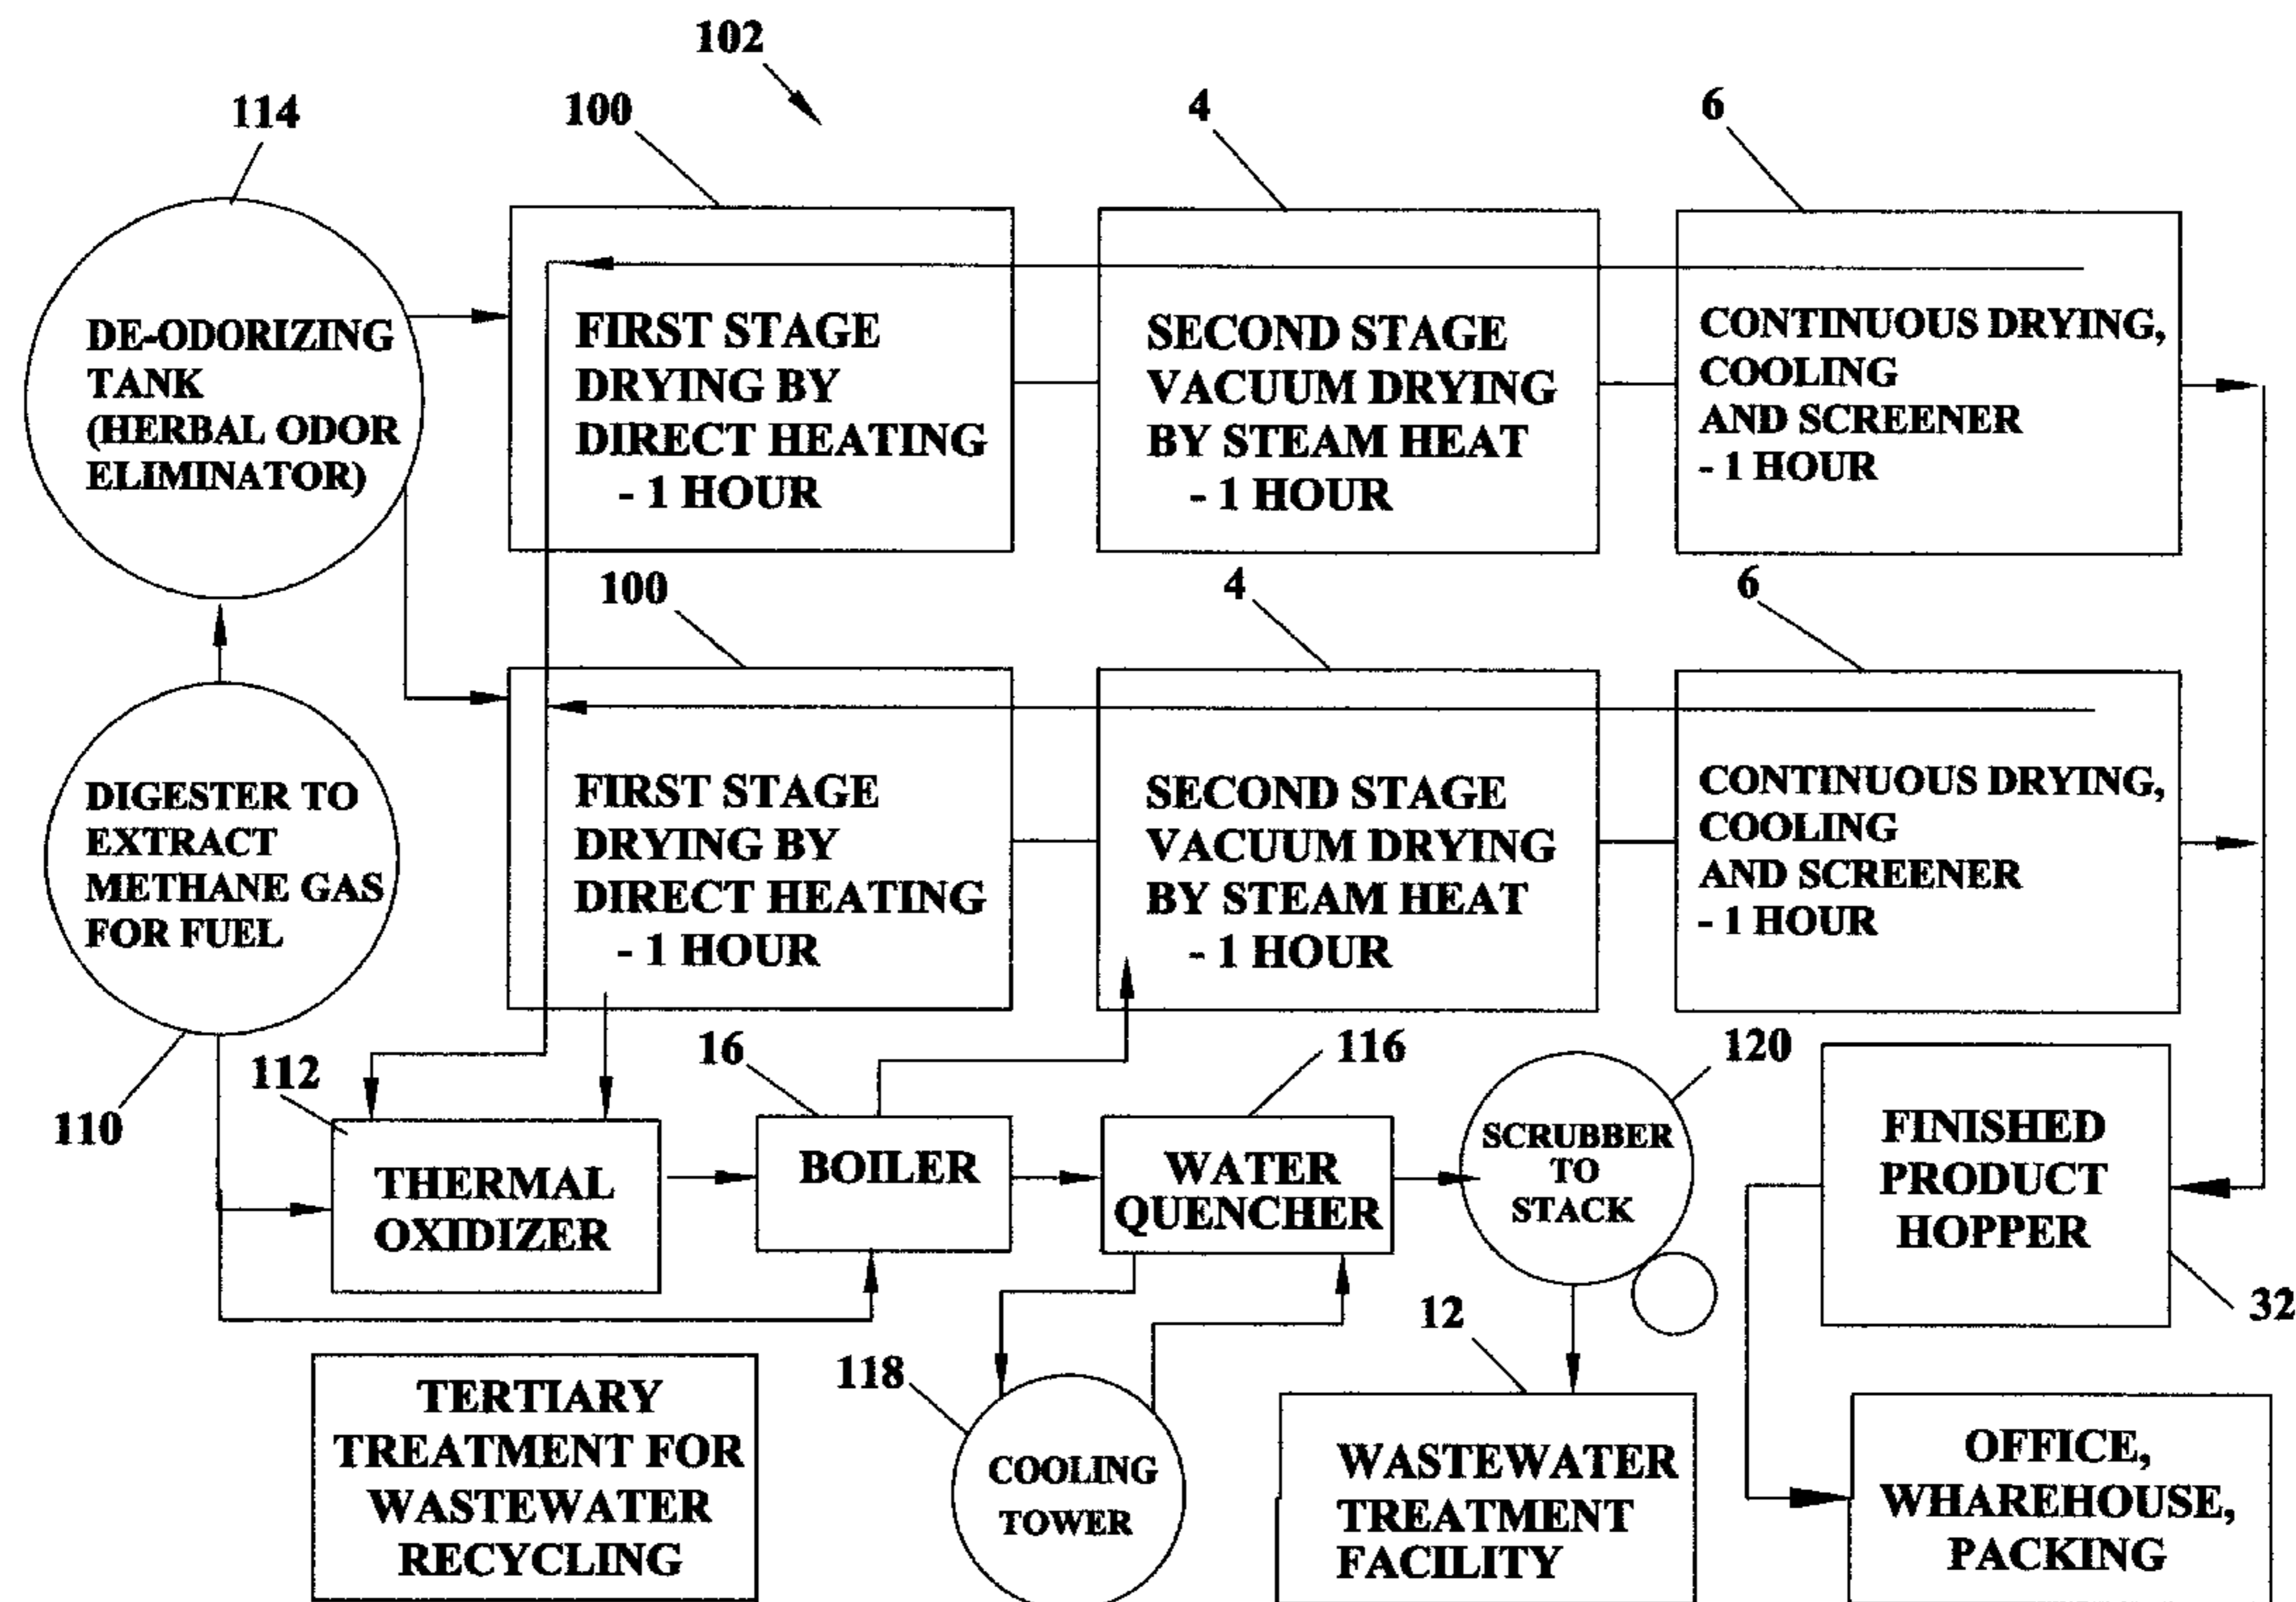 102
114
100
4
6
DE-ODORIZING
TANK
(HERBAL ODOR
ELIMINATOR)
FIRST STAGE
DRYING BY
DIRECT HEATING
- 1 HOUR
SECOND STAGE
VACUUM DRYING
BY STEAM HEAT
- 1 HOUR
CONTINUOUS DRYING,
COOLING
AND SCREENER
- 1 HOUR
100
4
6
DIGESTER TO
EXTRACT
METHANE GAS
FOR FUEL
FIRST STAGE
DRYING BY
DIRECT HEATING
- 1 HOUR
SECOND STAGE
VACUUM DRYING
BY STEAM HEAT
- 1 HOUR
CONTINUOUS DRYING,
COOLING
AND SCREENER
- 1 HOUR
110
112
16
116
120
THERMAL
OXIDIZER
BOILER
WATER
QUENCHER
SCRUBBER
TO
STACK
FINISHED
PRODUCT
HOPPER
32
118
12
TERTIARY
TREATMENT FOR
WASTEWATER
RECYCLING
COOLING
TOWER
WASTEWATER
TREATMENT
FACILITY
OFFICE,
WHAREHOUSE,
PACKING